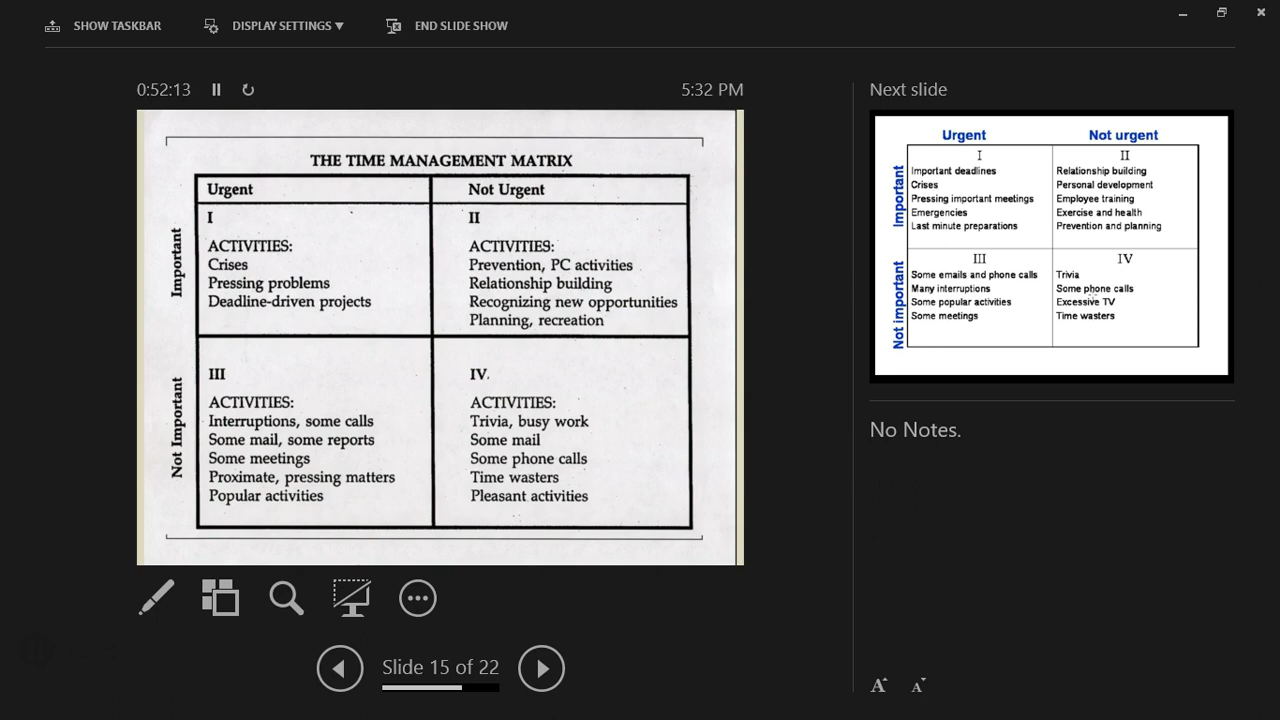 SHOW TASKBAR
DISPLAY SETTINGS ▼
END SLIDE SHOW
0:52:13
5:32 PM
THE TIME MANAGEMENT MATRIX
Urgent
Not Urgent
Important
I
ACTIVITIES:
Crises
Pressing problems
Deadline-driven projects
II
ACTIVITIES:
Prevention, PC activities
Relationship building
Recognizing new opportunities
Planning, recreation
Not Important
III
ACTIVITIES:
Interruptions, some calls
Some mail, some reports
Some meetings
Proximate, pressing matters
Popular activities
IV.
ACTIVITIES:
Trivia, busy work
Some mail
Some phone calls
Time wasters
Pleasant activities
Slide 15 of 22
Next slide
Urgent
Not urgent
Important
I
Important deadlines
Crises
Pressing important meetings
Emergencies
Last minute preparations
II
Relationship building
Personal development
Employee training
Exercise and health
Prevention and planning
Not important
III
Some emails and phone calls
Many interruptions
Some popular activities
Some meetings
IV
Trivia
Some phone calls
Excessive TV
Time wasters
No Notes.
A
A